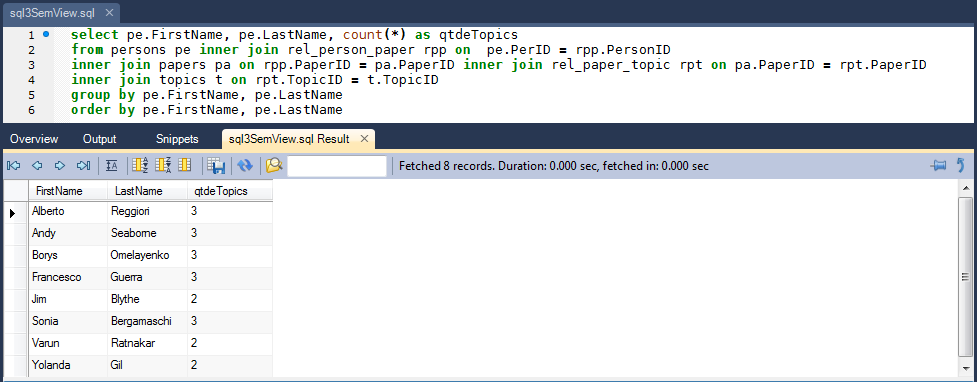 sql3SemView.sql ×
1 select pe.FirstName, pe.LastName, count(*) as qtdeTopics
2 from persons pe inner join rel_person_paper rpp on  pe.PerID = rpp.PersonID
3 inner join papers pa on rpp.PaperID = pa.PaperID inner join rel_paper_topic rpt on pa.PaperID = rpt.PaperID
4 inner join topics t on rpt.TopicID = t.TopicID
5 group by pe.FirstName, pe.LastName
6 order by pe.FirstName, pe.LastName
Overview Output Snippets sql3SemView.sql Result ×
Fetched 8 records. Duration: 0.000 sec, fetched in: 0.000 sec
FirstName LastName qtdeTopics
Alberto Reggiori 3
Andy Seaborne 3
Borys Omelayenko 3
Francesco Guerra 3
Jim Blythe 2
Sonia Bergamaschi 3
Varun Ratnakar 2
Yolanda Gil 2